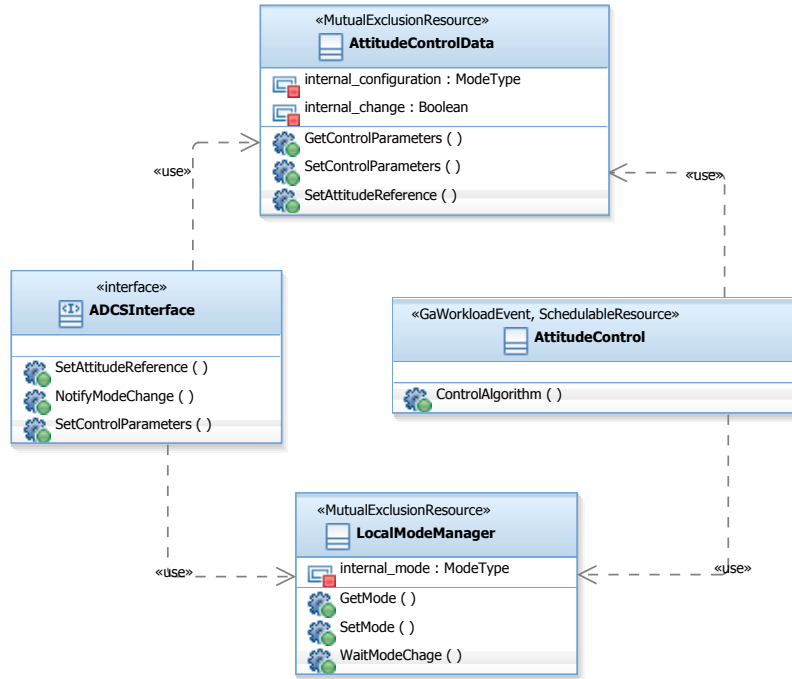 «MutualExclusionResource»
AttitudeControlData
internal_configuration : ModeType
internal_change : Boolean
GetControlParameters ( )
SetControlParameters ( )
SetAttitudeReference ( )
«use»
«use»
«interface»
<I>
ADCSInterface
SetAttitudeReference ( )
NotifyModeChange ( )
SetControlParameters ( )
«GaWorkloadEvent, SchedulableResource»
AttitudeControl
ControlAlgorithm ( )
«MutualExclusionResource»
LocalModeManager
internal_mode : ModeType
GetMode ( )
SetMode ( )
WaitModeChage ( )
«use»
«use»